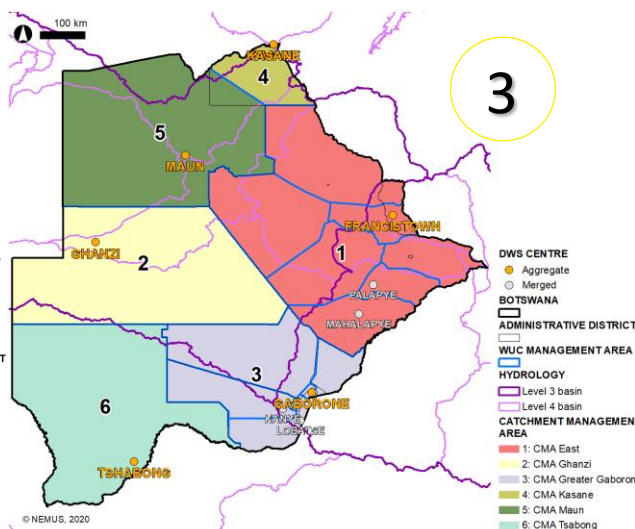 100 km
KASANE
4
3
5
MAUN
FRANCISTOWN
GHANZI
2
1
PALAPYE
MAHALAPYE
3
GABORONE
KANYE
LOBATSE
6
TSHABONG
© NEMUS, 2020
T
DWS CENTRE
Aggregate
Merged
BOTSWANA
ADMINISTRATIVE DISTRICT
WUC MANAGEMENT AREA
HYDROLOGY
Level 3 basin
Level 4 basin
CATCHMENT MANAGEMEN
AREA
1: CMA East
2: CMA Ghanzi
3: CMA Greater Gaboron
4: CMA Kasane
5: CMA Maun
6: CMA Tsabong